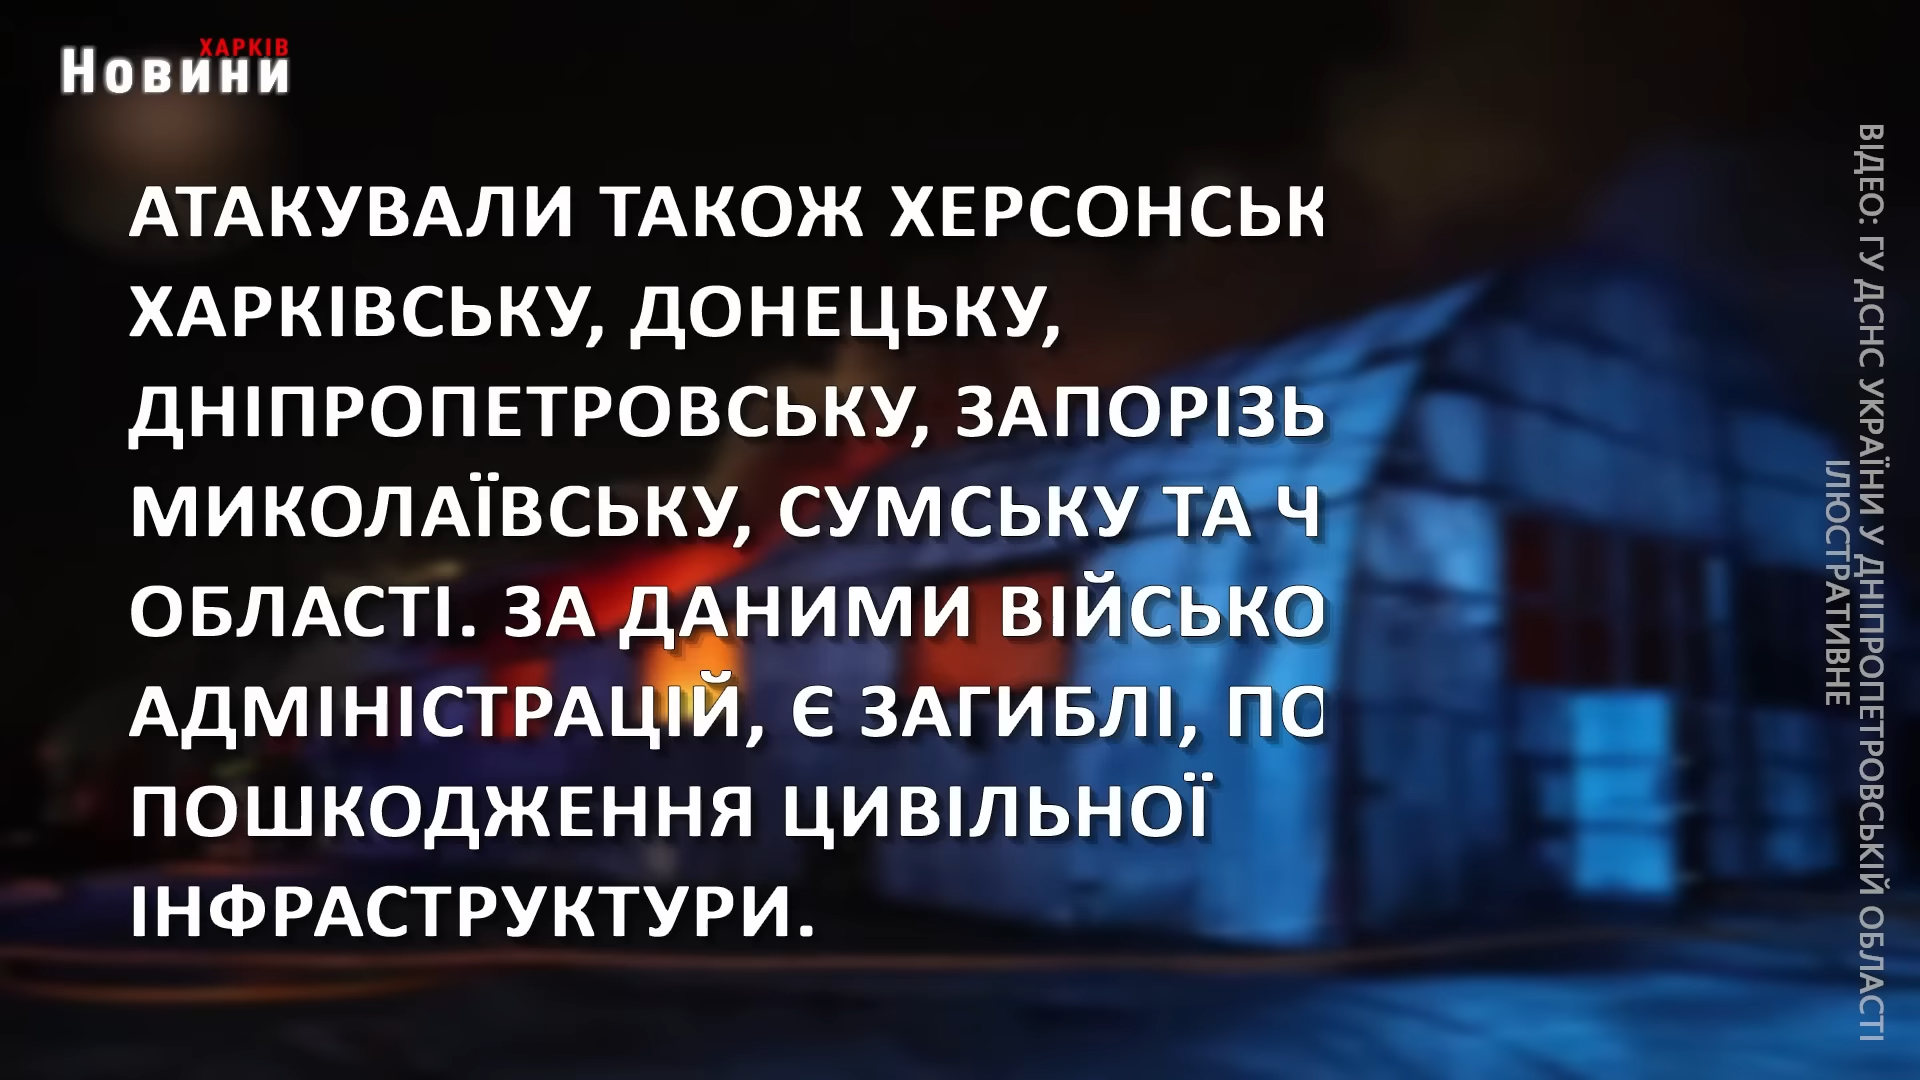 ХАРКІВ
Новини
АТАКУВАЛИ ТАКОЖ ХЕРСОНСЬК
ХАРКІВСЬКУ, ДОНЕЦЬКУ,
ДНІПРОПЕТРОВСЬКУ, ЗАПОРІЗЬ
МИКОЛАЇВСЬКУ, СУМСЬКУ ТА Ч
ОБЛАСТІ. ЗА ДАНИМИ ВІЙСЬКО
АДМІНІСТРАЦІЙ, Є ЗАГИБЛІ, ПО
ПОШКОДЖЕННЯ ЦИВІЛЬНОЇ
ІНФРАСТРУКТУРИ.
ВІДЕО: ГУ ДСНС УКРАЇНИ У ДНІПРОПЕТРОВСЬКІЙ ОБЛАСТІ
ІЛЮСТРАТИВНЕ